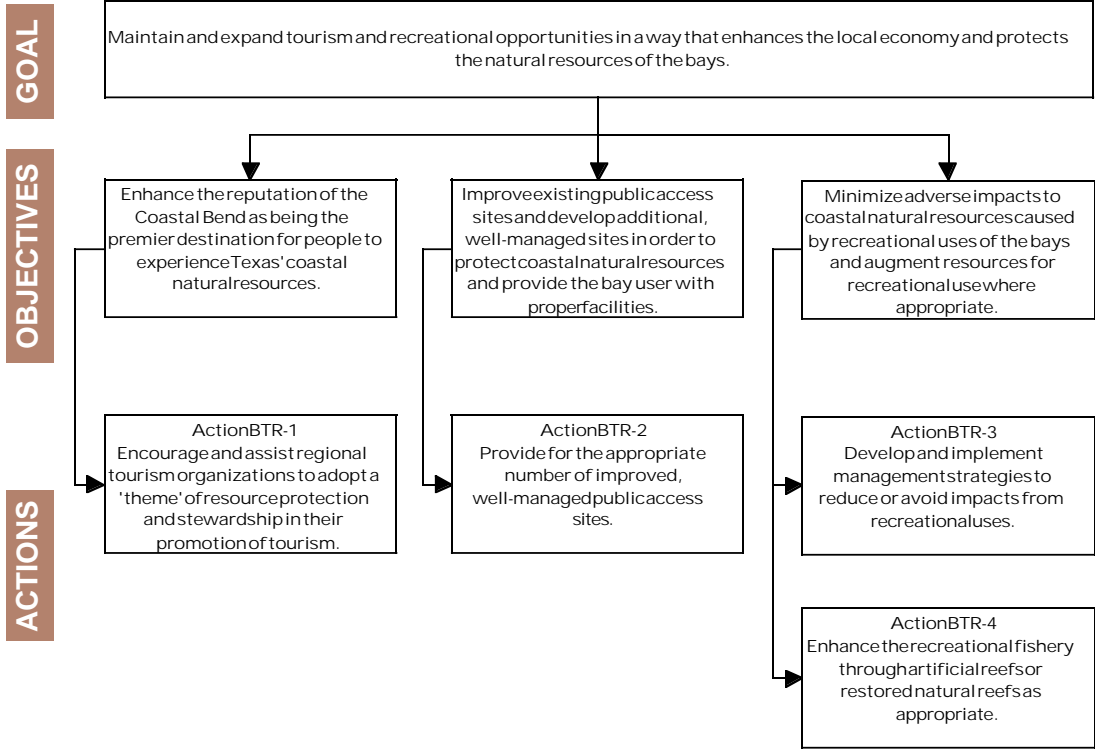 GOAL
Maintain and expand tourism and recreational opportunities in a way that enhances the local economy and protects
the natural resources of the bays.
OBJECTIVES
Enhance the reputation of the
Coastal Bend as being the
premier destination for people to
experience Texas' coastal
natural resources.
Improve existing public access
sites and develop additional,
well-managed sites in order to
protect coastal natural resources
and provide the bay user with
proper facilities.
Minimize adverse impacts to
coastal natural resources caused
by recreational uses of the bays
and augment resources for
recreational use where
appropriate.
ACTIONS
Action BTR-1
Encourage and assist regional
tourism organizations to adopt a
'theme' of resource protection
and stewardship in their
promotion of tourism.
Action BTR-2
Provide for the appropriate
number of improved,
well-managed public access
sites.
Action BTR-3
Develop and implement
management strategies to
reduce or avoid impacts from
recreational uses.
Action BTR-4
Enhance the recreational fishery
through artificial reefs or
restored natural reefs as
appropriate.